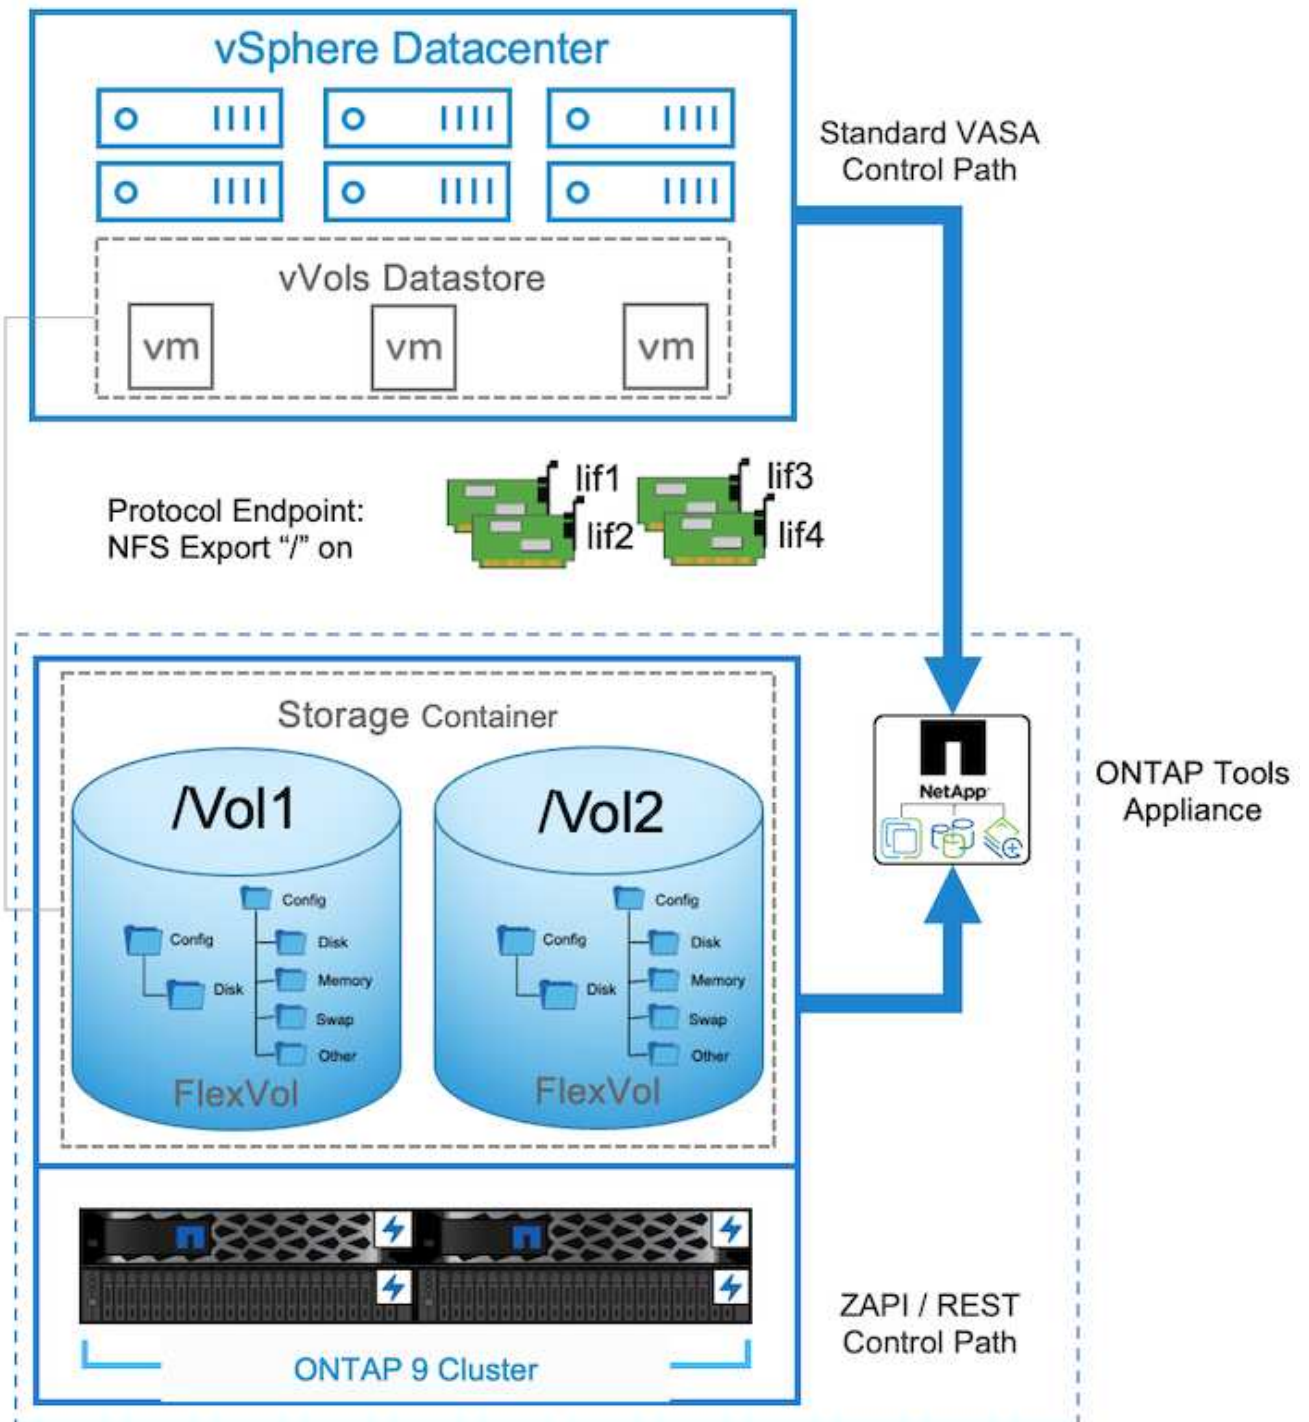 vSphere Datacenter
Standard VASA
Control Path
vVols Datastore
vm
vm
vm
Protocol Endpoint:
NFS Export “/” on
lif1
lif2
lif3
lif4
Storage Container
/Vol1
Config
Disk
Config
Disk
Memory
Swap
Other
FlexVol
/Vol2
Config
Disk
Config
Disk
Memory
Swap
Other
FlexVol
NetApp
ONTAP Tools
Appliance
ONTAP 9 Cluster
ZAPI / REST
Control Path